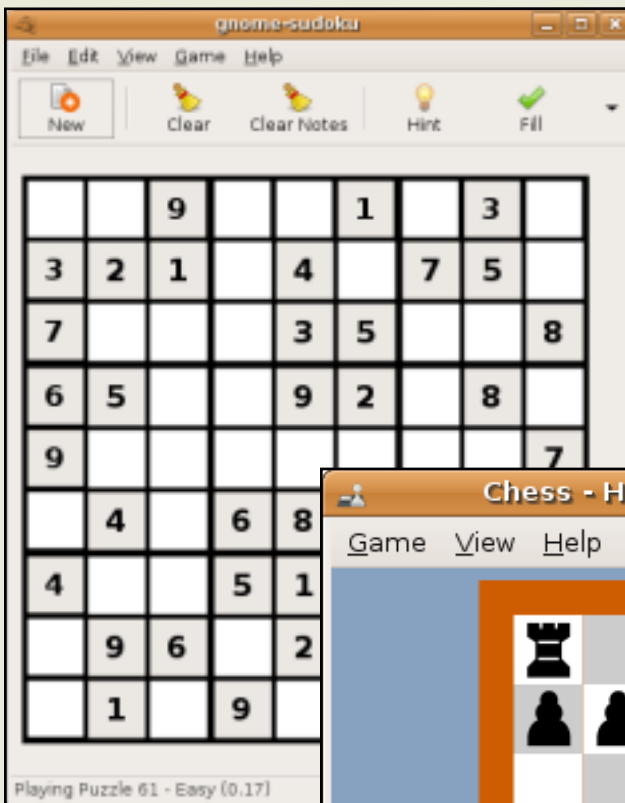 gnome-sudoku
File Edit View Game Help
New Clear Clear Notes Hint Fill
9 1 3
3 2 1 4 7 5
7 3 5 8
6 5 9 2 8
9 7
4 6 8
4 5 1
9 6 2
1 9
Playing Puzzle 61 - Easy (0.17)
Chess - H
Game View Help